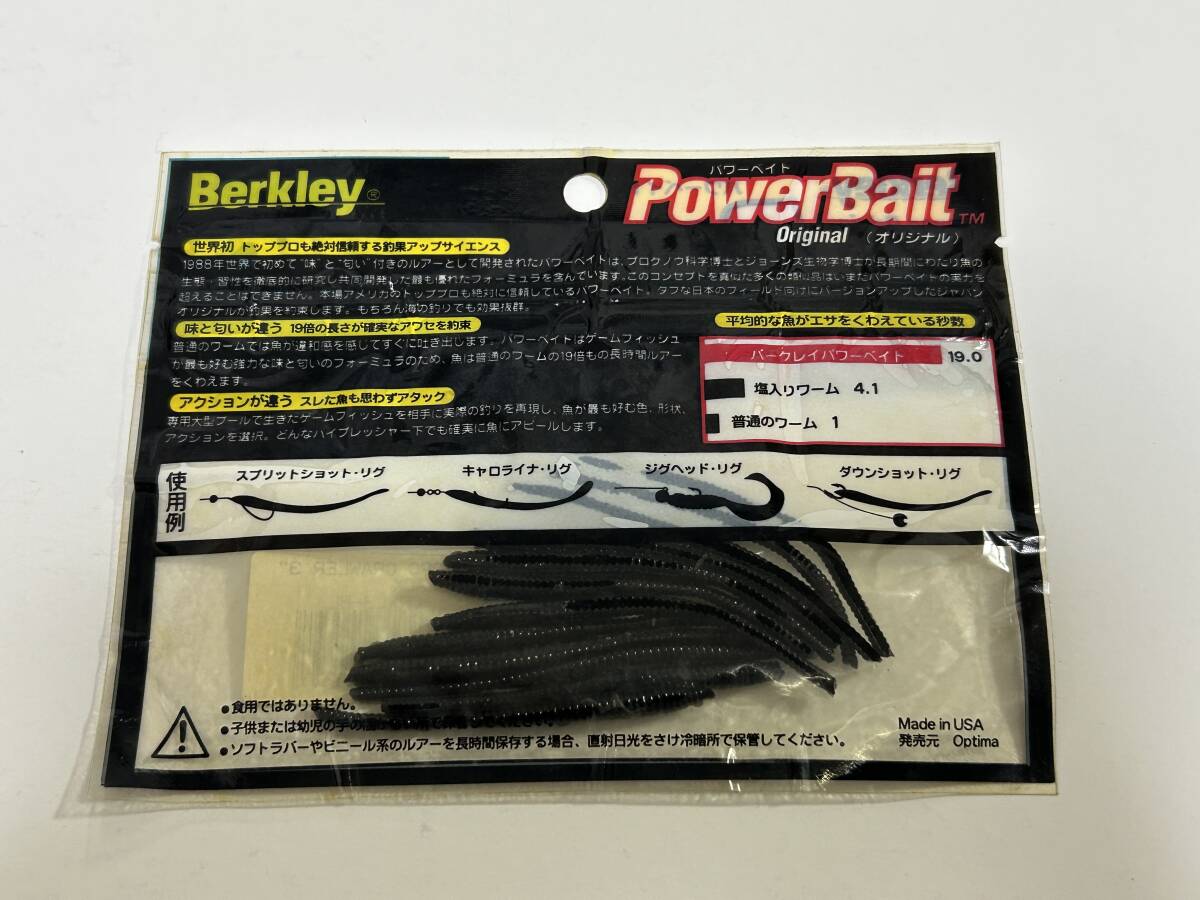 Berkley®
パワーベイト
PowerBait™
Original （オリジナル）
世界初 トッププロも絶対信頼する釣果アップサイエンス
1988年世界で初めて"味"と"匂い"付きのルアーとして開発されたパワーベイトは、プロクノウ科学博士とジョーンズ生物学博士が長期間にわたり魚の
生態・習性を徹底的に研究し共同開発した最も優れたフォーミュラを含んでいます。このコンセプトを真似た多くの類似品はいまだパワーベイトの実力を
超えることはできません。本場アメリカのトッププロも絶対に信頼しているパワーベイト、タフな日本のフィールド向けにバージョンアップしたジャパン
オリジナルが釣果を約束します。もちろん海の釣りでも効果抜群。
味と匂いが違う 19倍の長さが確実なアワセを約束
普通のワームでは魚が違和感を感じてすぐに吐き出します。パワーベイトはゲームフィッシュ
が最も好む強力な味と匂いのフォーミュラのため、魚は普通のワームの19倍もの長時間ルアー
をくわえます。
アクションが違う スレた魚も思わずアタック
専用大型プールで生きたゲームフィッシュを相手に実際の釣りを再現し、魚が最も好む色、形状、
アクションを選択。どんなハイプレッシャー下でも確実に魚にアピールします。
平均的な魚がエサをくわえている秒数
バークレイパワーベイト 19.0
塩入りワーム 4.1
普通のワーム 1
使用例
スプリットショット・リグ
キャロライナ・リグ
ジグヘッド・リグ
ダウンショット・リグ
CRAWLER 3"
●食用ではありません。
●子供または幼児の手の届かない所で保管してください。
●ソフトラバーやビニール系のルアーを長時間保存する場合、直射日光をさけ冷暗所で保管してください。
Made in USA
発売元 Optima